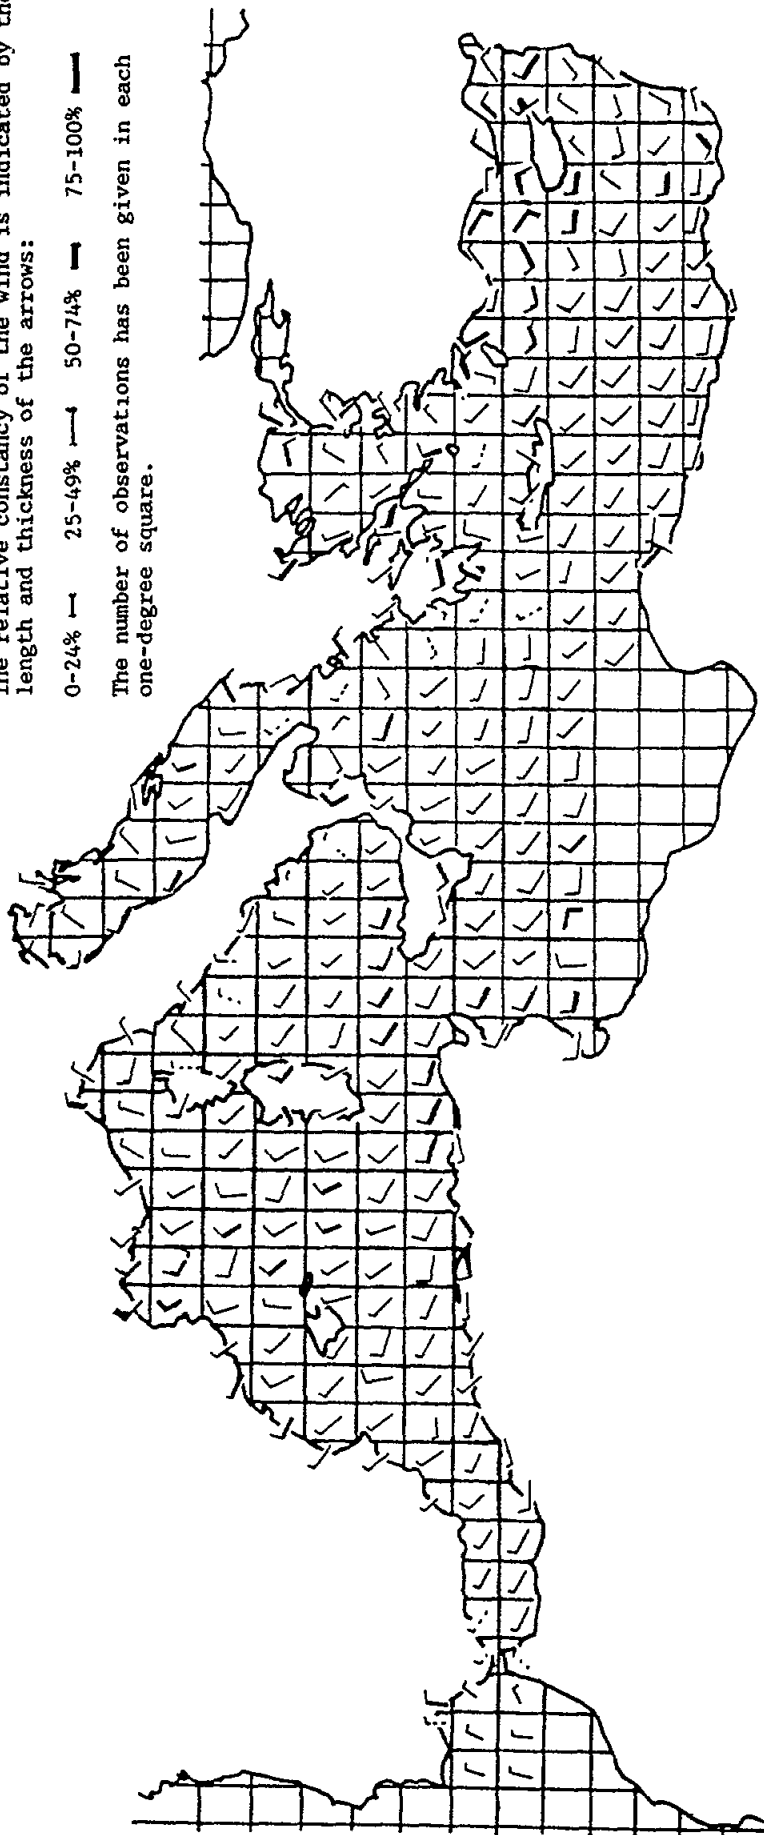 The relative constancy of the wind is indicated by the
length and thickness of the arrows:
0-24% 25-49% 50-74% 75-100%
The number of observations has been given in each
one-degree square.